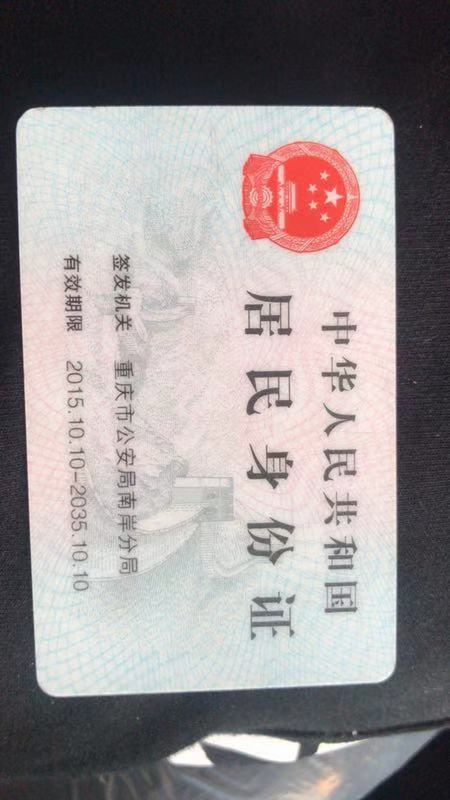 中华人民共和国
居民身份证
签发机关 重庆市公安局南岸分局
有效期限 2015.10.10-2035.10.10